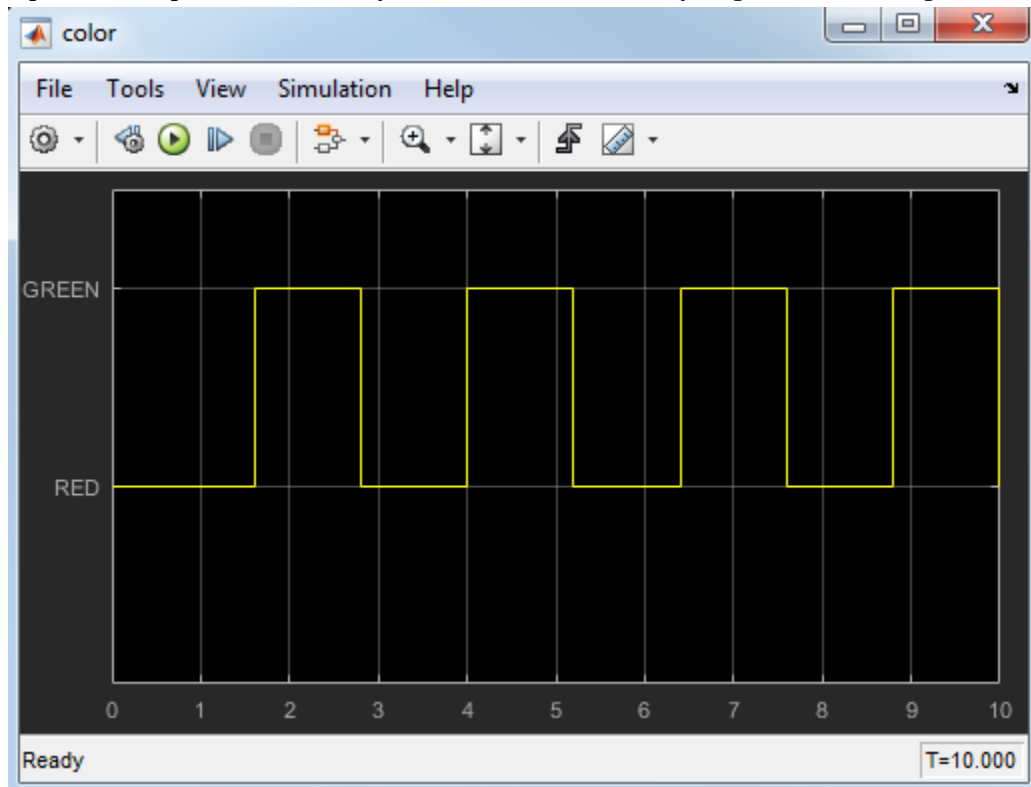 color
File Tools View Simulation Help
GREEN
RED
0 1 2 3 4 5 6 7 8 9 10
Ready T=10.000